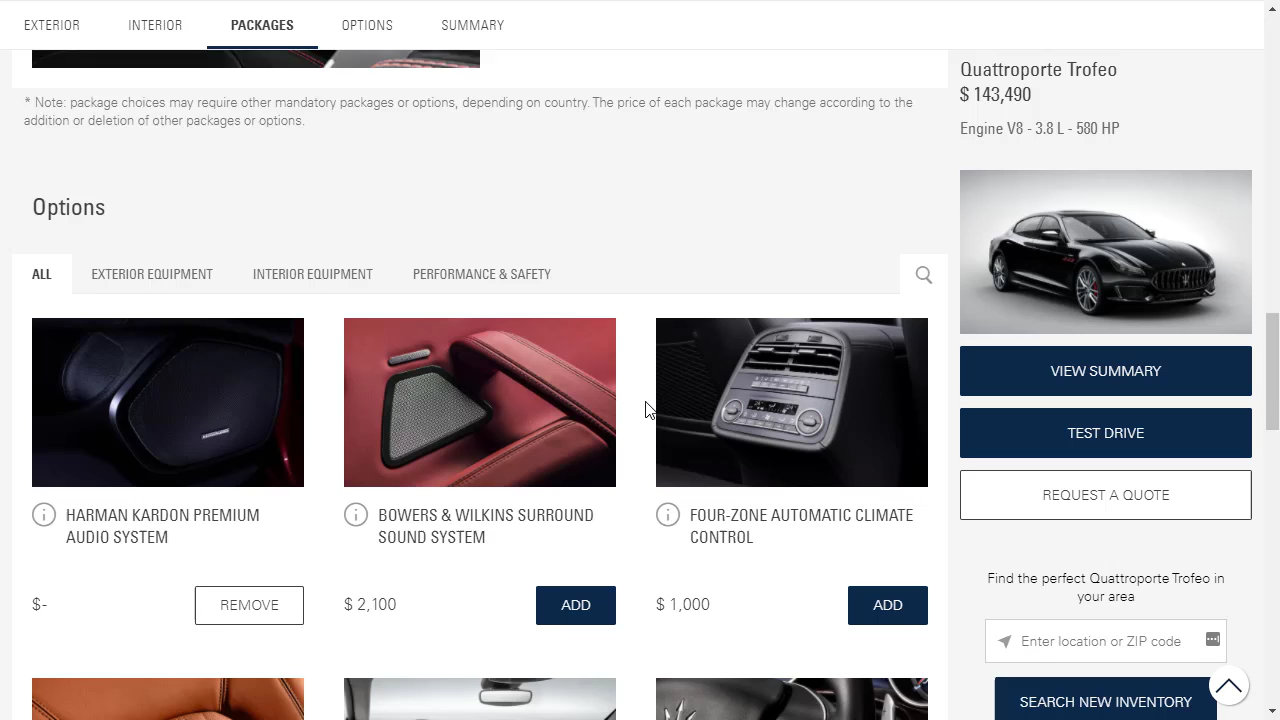 EXTERIOR
INTERIOR
PACKAGES
OPTIONS
SUMMARY
* Note: package choices may require other mandatory packages or options, depending on country. The price of each package may change according to the
addition or deletion of other packages or options.
Options
ALL
EXTERIOR EQUIPMENT
INTERIOR EQUIPMENT
PERFORMANCE & SAFETY
HARMAN KARDON PREMIUM
AUDIO SYSTEM
$-
REMOVE
BOWERS & WILKINS SURROUND
SOUND SYSTEM
$ 2,100
ADD
FOUR-ZONE AUTOMATIC CLIMATE
CONTROL
$ 1,000
ADD
Quattroporte Trofeo
$ 143,490
Engine V8 - 3.8 L - 580 HP
VIEW SUMMARY
TEST DRIVE
REQUEST A QUOTE
Find the perfect Quattroporte Trofeo in
your area
Enter location or ZIP code
SEARCH NEW INVENTORY